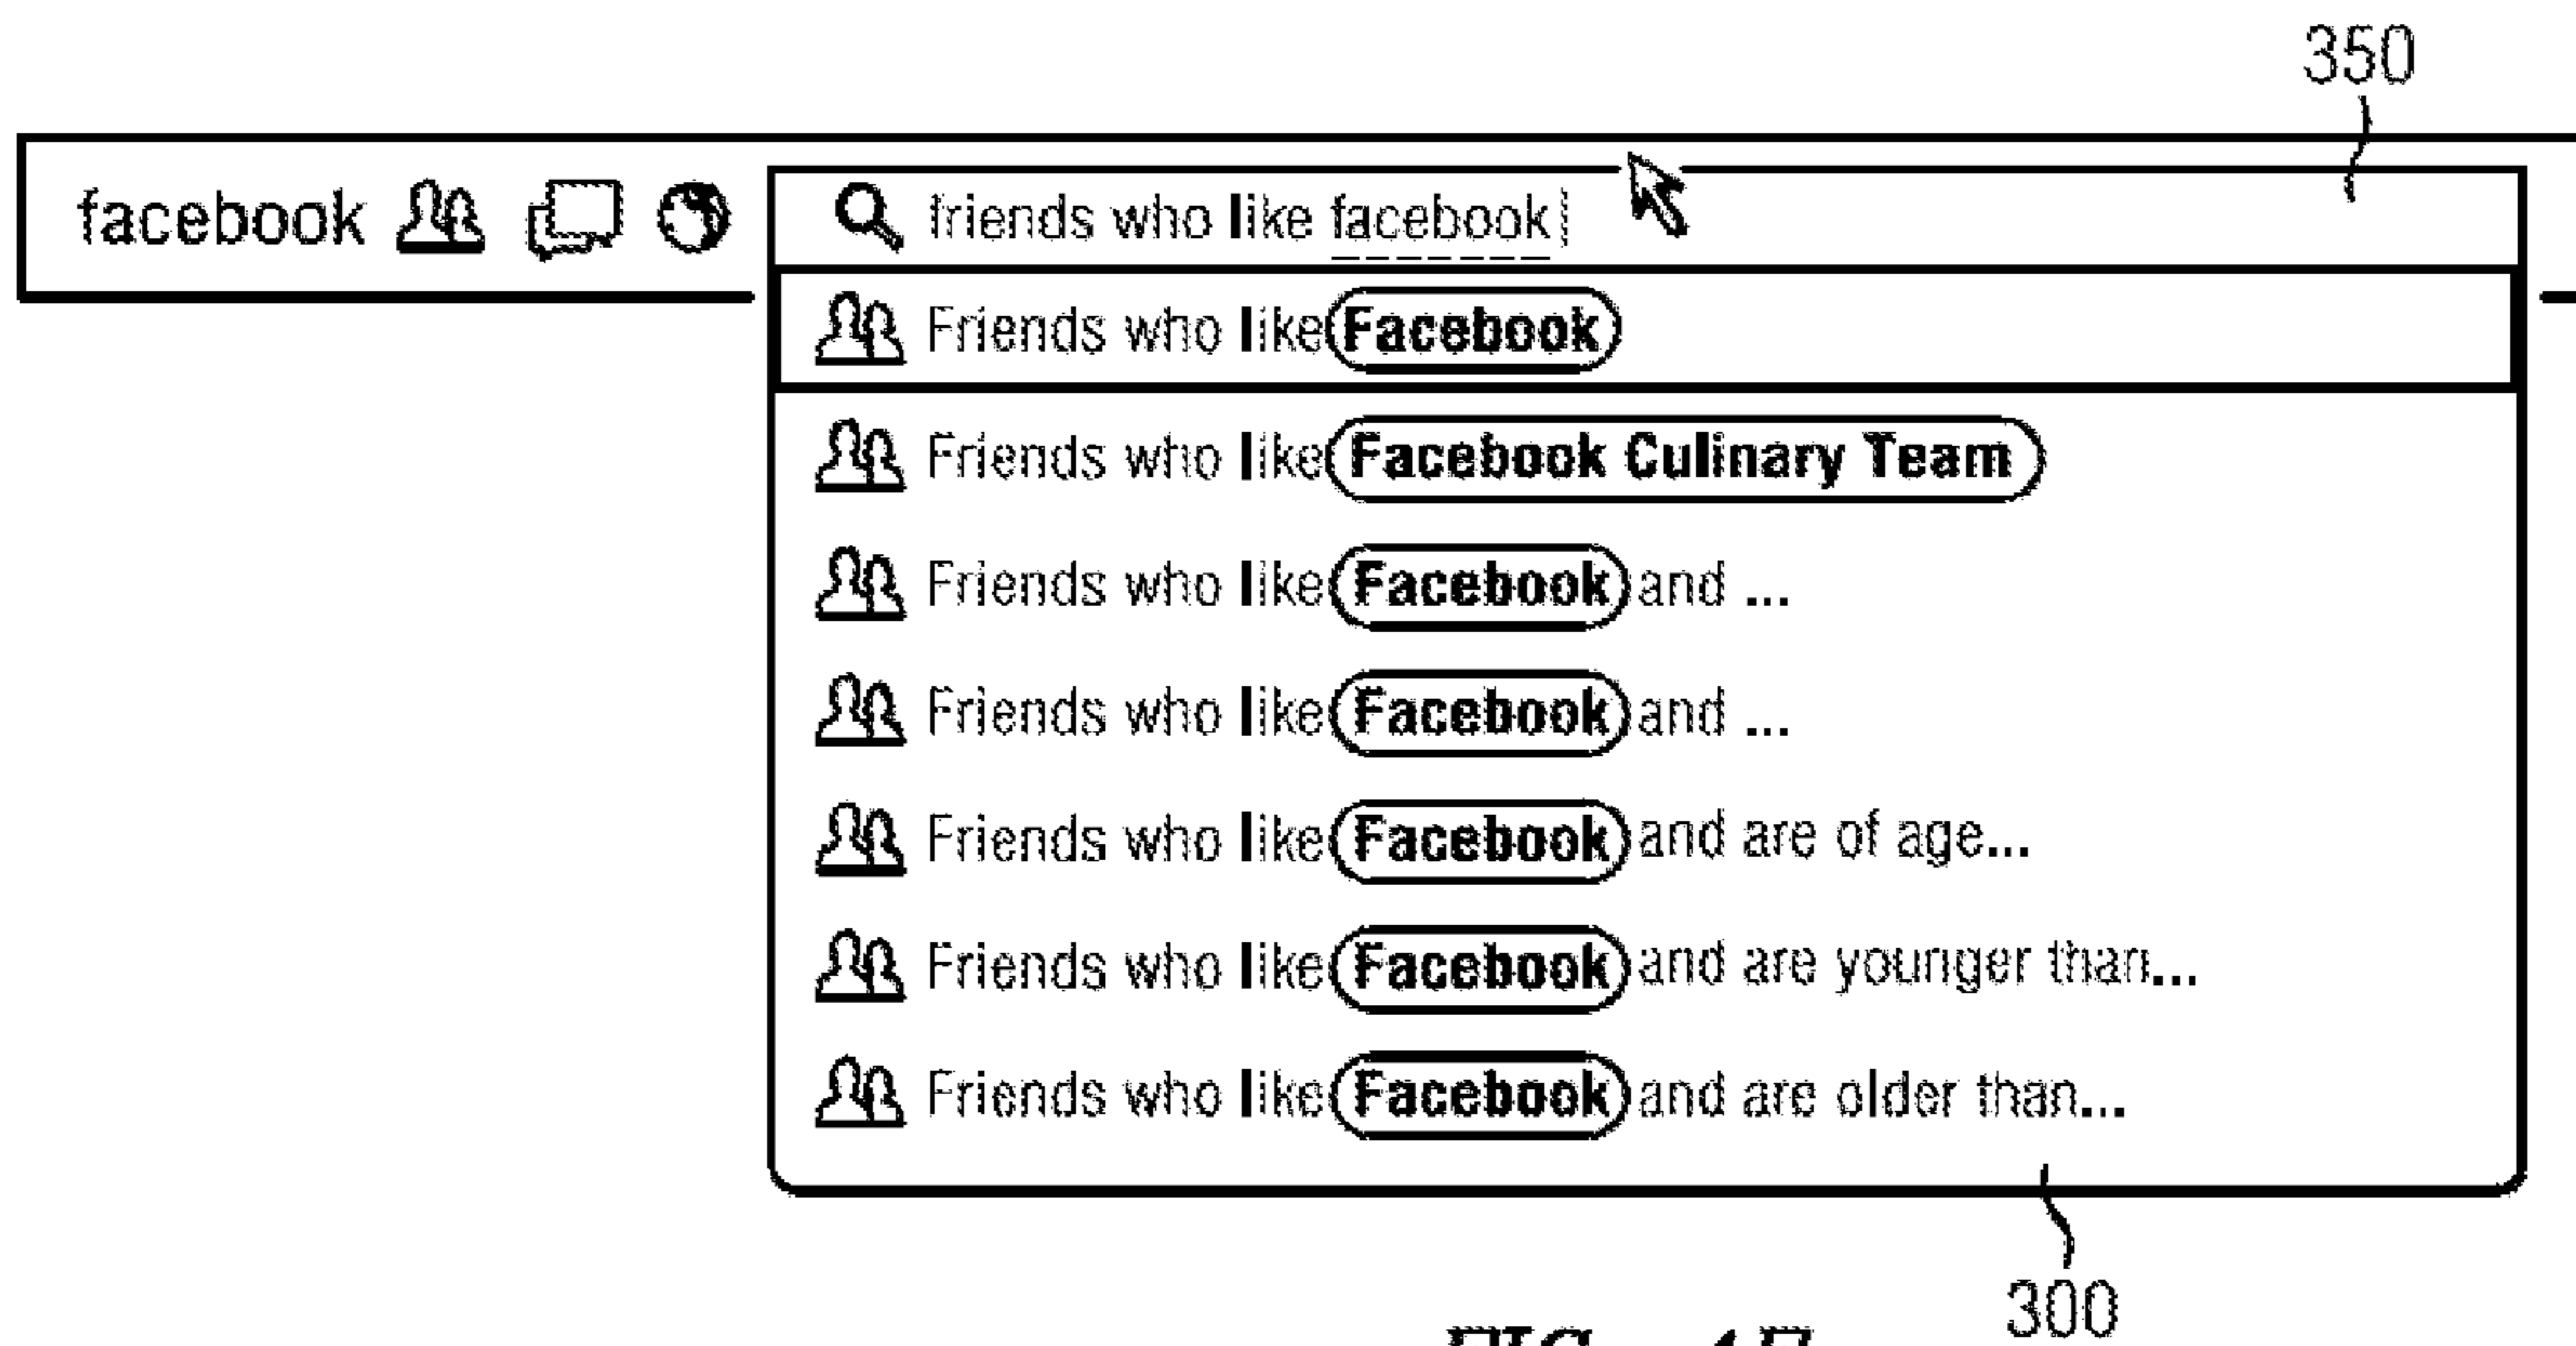 350
facebook friends who like facebook
Friends who like Facebook
Friends who like Facebook Culinary Team
Friends who like Facebook and ...
Friends who like Facebook and ...
Friends who like Facebook and are of age...
Friends who like Facebook and are younger than...
Friends who like Facebook and are older than...
300
FIG.